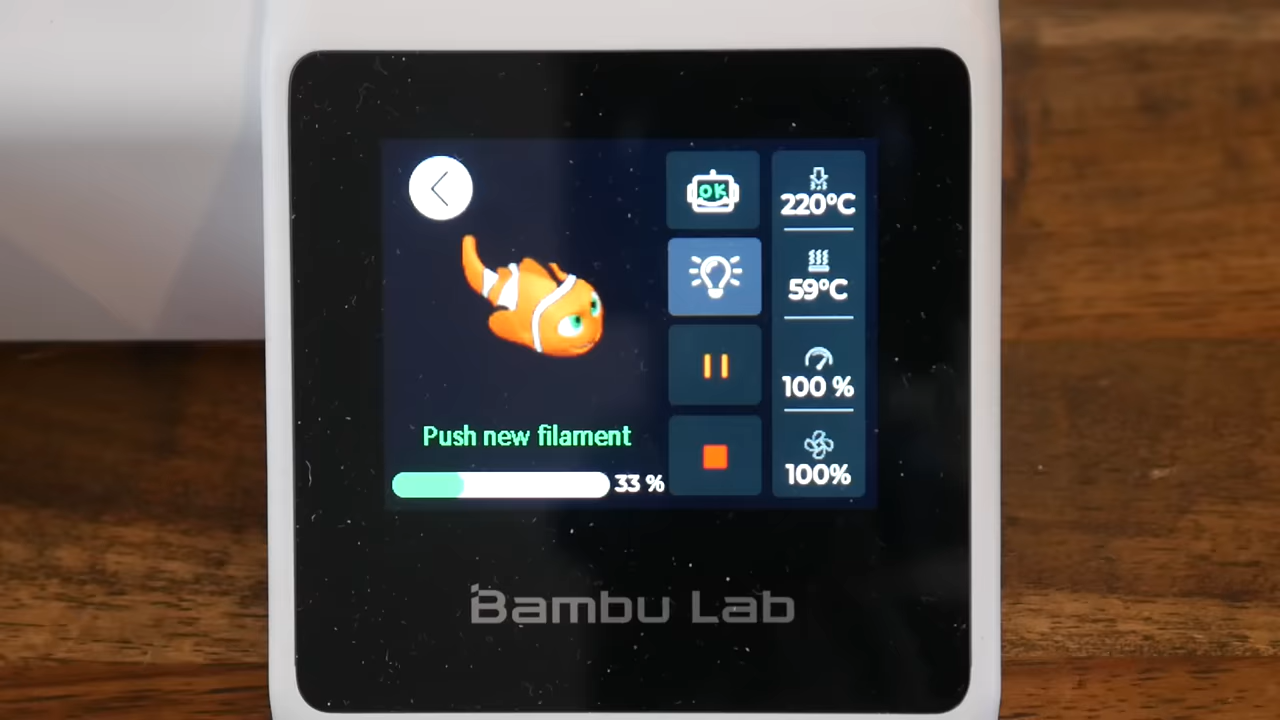 OK
220°C
59°C
100 %
Push new filament
33 %
100%
Bambu Lab